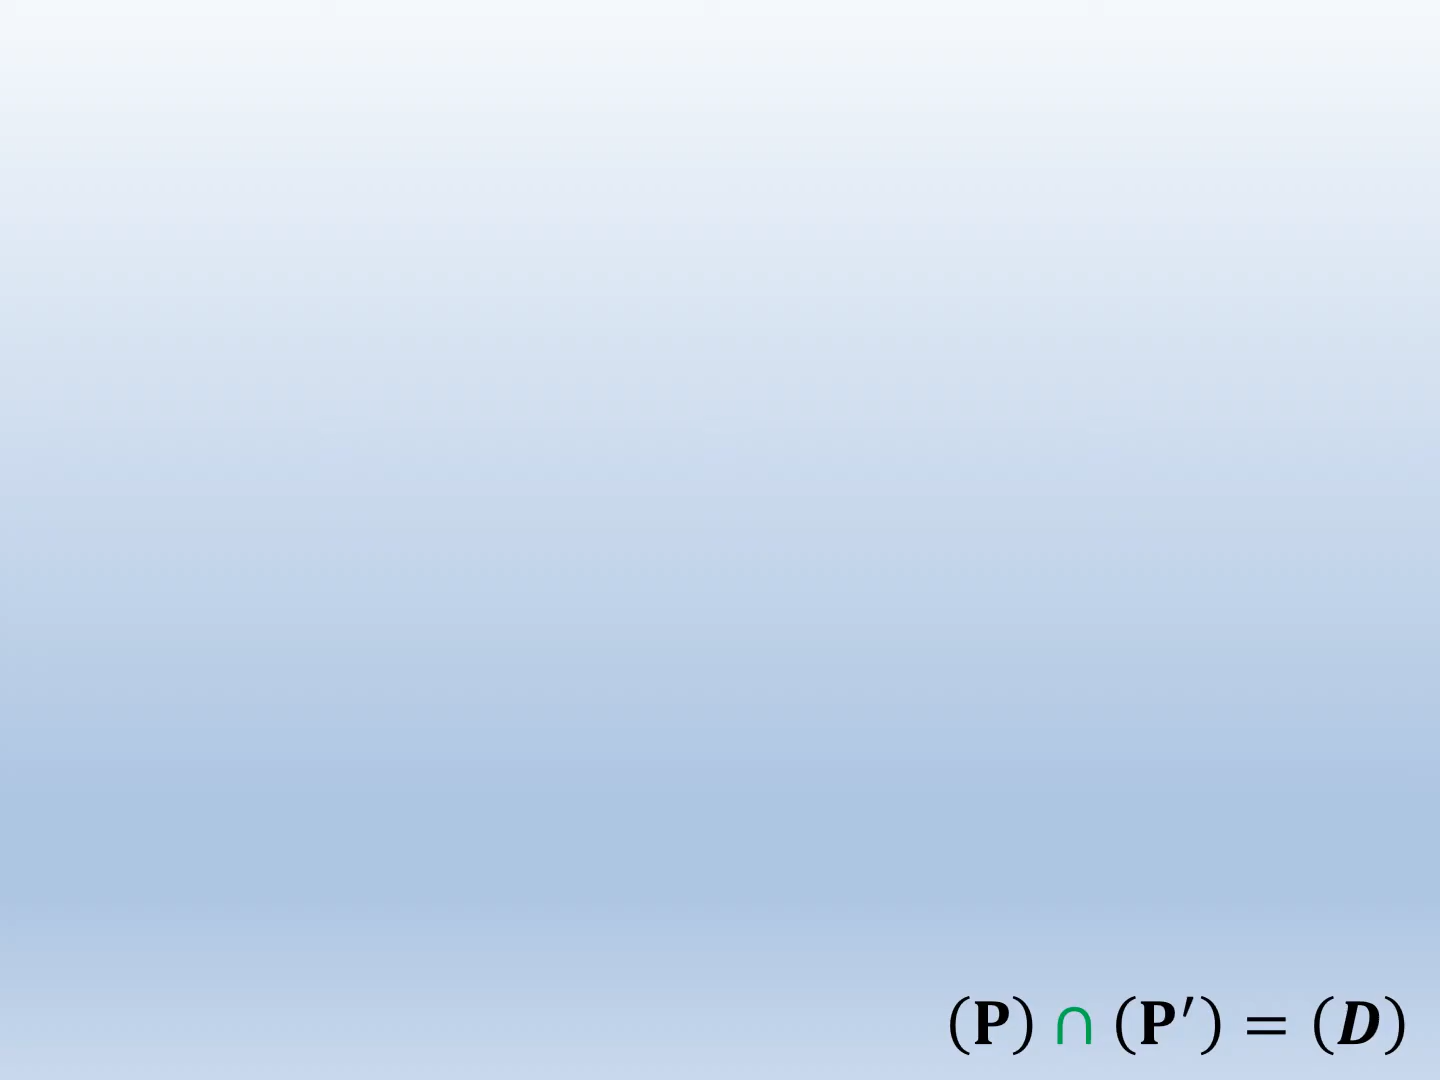 (P) ∩ (P′) = (D)